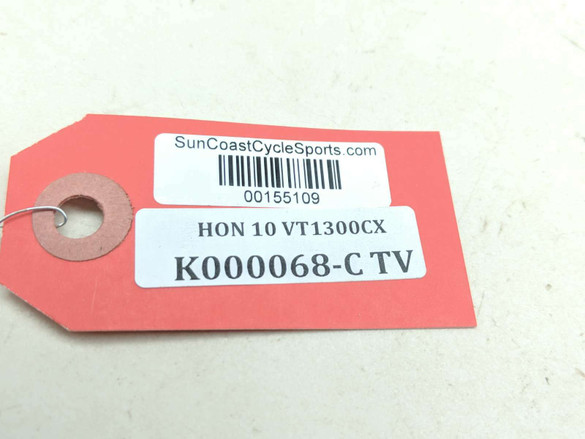 SunCoastCycleSports.com
00155109
HON 10 VT1300CX
K000068-C TV